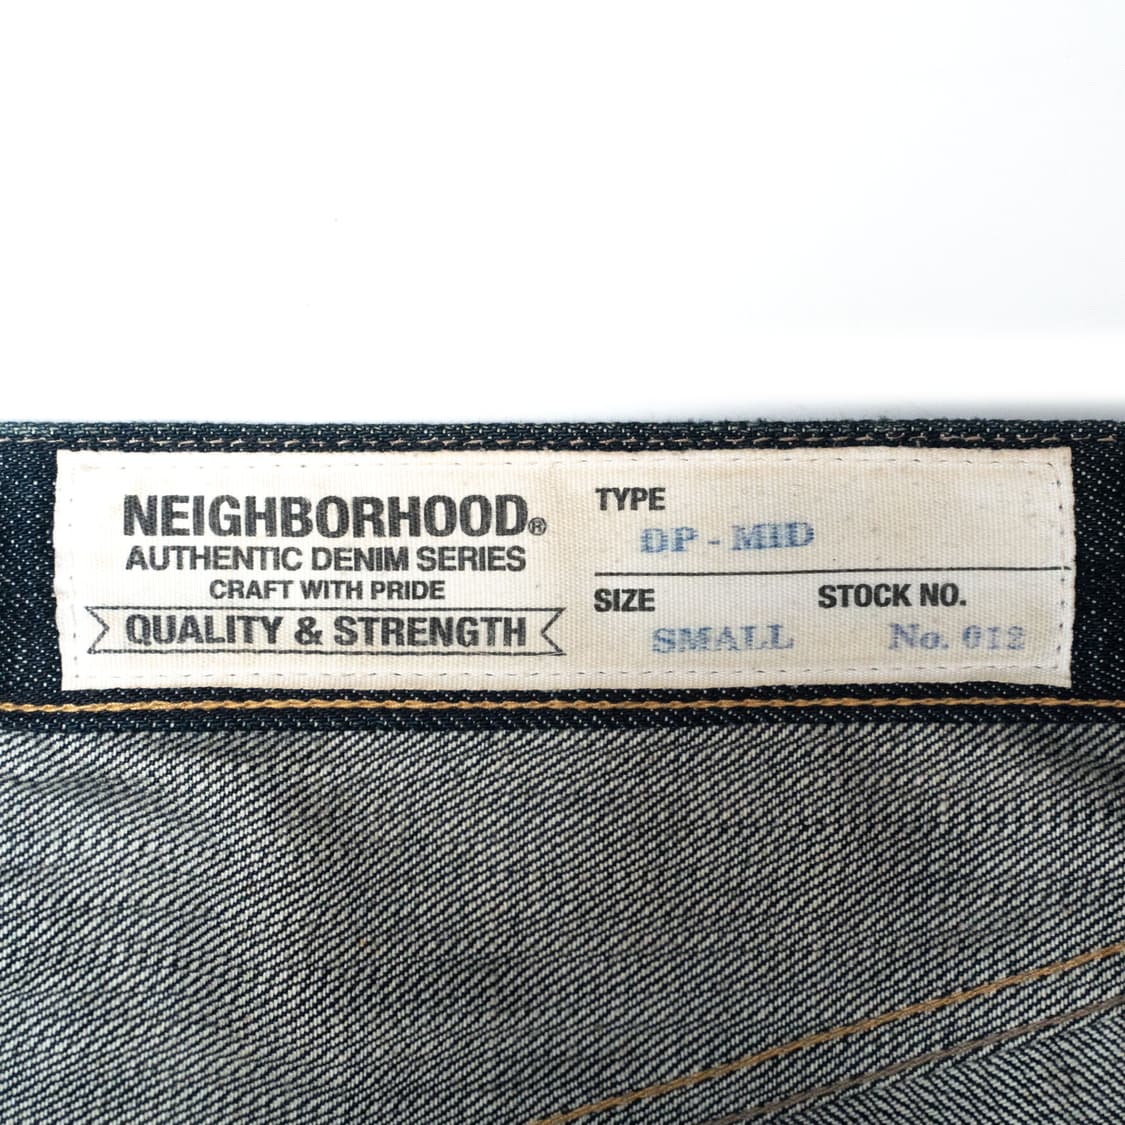 NEIGHBORHOOD®
AUTHENTIC DENIM SERIES
CRAFT WITH PRIDE
QUALITY & STRENGTH
TYPE
DP - MID
SIZE
SMALL
STOCK NO.
No. 012